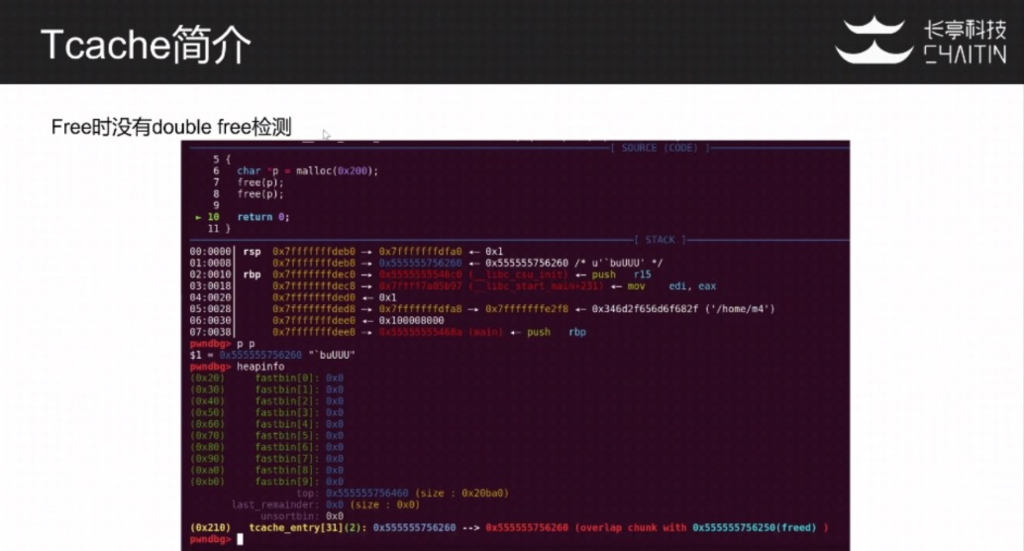 Tcache简介
长亭科技
CHAITIN
Free时没有double free检测
[ SOURCE (CODE) ]
5 {
6 char *p = malloc(0x200);
7 free(p);
8 free(p);
9
► 10 return 0;
11 }
[ STACK ]
00:0000│ rsp 0x7fffffffdeb0 —▸ 0x7fffffffdfa0 ◂— 0x1
01:0008│ 0x7fffffffdeb8 —▸ 0x555555756260 ◂— 0x555555756260 /* u'`buUUU' */
02:0010│ rbp 0x7fffffffdec0 —▸ 0x5555555546c0 (__libc_csu_init) ◂— push r15
03:0018│ 0x7fffffffdec8 —▸ 0x7ffff7a05b97 (__libc_start_main+231) ◂— mov edi, eax
04:0020│ 0x7fffffffded0 ◂— 0x1
05:0028│ 0x7fffffffded8 —▸ 0x7fffffffdfa8 —▸ 0x7fffffffe2f8 ◂— 0x346d2f656d6f682f ('/home/m4')
06:0030│ 0x7fffffffdee0 ◂— 0x100008000
07:0038│ 0x7fffffffdee8 —▸ 0x55555555468a (main) ◂— push rbp
pwndbg> p p
$1 = 0x555555756260 "`buUUU"
pwndbg> heapinfo
(0x20) fastbin[0]: 0x0
(0x30) fastbin[1]: 0x0
(0x40) fastbin[2]: 0x0
(0x50) fastbin[3]: 0x0
(0x60) fastbin[4]: 0x0
(0x70) fastbin[5]: 0x0
(0x80) fastbin[6]: 0x0
(0x90) fastbin[7]: 0x0
(0xa0) fastbin[8]: 0x0
(0xb0) fastbin[9]: 0x0
top: 0x555555756460 (size : 0x20ba0)
last_remainder: 0x0 (size : 0x0)
unsortbin: 0x0
(0x210) tcache_entry[31](2): 0x555555756260 --> 0x555555756260 (overlap chunk with 0x555555756250(freed) )
pwndbg>